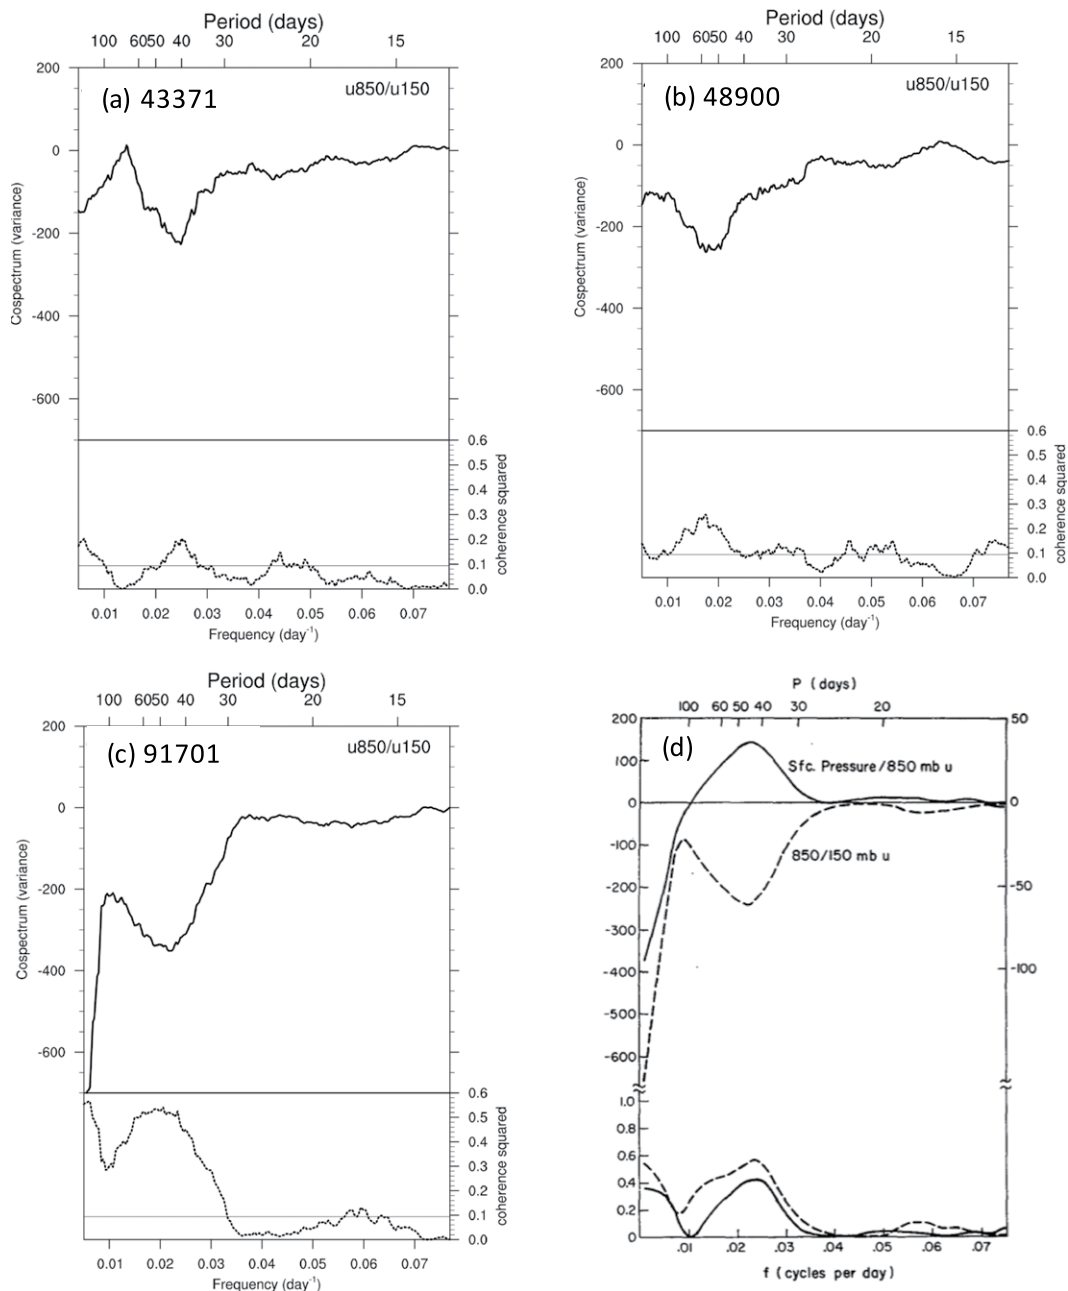 Period (days)
100 60 50 40 30 20 15
200
(a) 43371
u850/u150
0
-200
-400
-600
Cospectrum (variance)
0.6
0.5
0.4
0.3
0.2
0.1
0.0
coherence squared
0.01 0.02 0.03 0.04 0.05 0.06 0.07
Frequency (day⁻¹)
Period (days)
100 60 50 40 30 20 15
200
(b) 48900
u850/u150
0
-200
-400
-600
Cospectrum (variance)
0.6
0.5
0.4
0.3
0.2
0.1
0.0
coherence squared
0.01 0.02 0.03 0.04 0.05 0.06 0.07
Frequency (day⁻¹)
Period (days)
100 60 50 40 30 20 15
200
(c) 91701
u850/u150
0
-200
-400
-600
Cospectrum (variance)
0.6
0.5
0.4
0.3
0.2
0.1
0.0
coherence squared
0.01 0.02 0.03 0.04 0.05 0.06 0.07
Frequency (day⁻¹)
P (days)
100 60 50 40 30 20
200 50
(d)
Sfc. Pressure/850 mb u
100
0 0
850/150 mb u
-100
-200 -50
-300
-400 -100
-500
-600
1.0
0.8
0.6
0.4
0.2
0
.01 .02 .03 .04 .05 .06 .07
f (cycles per day)